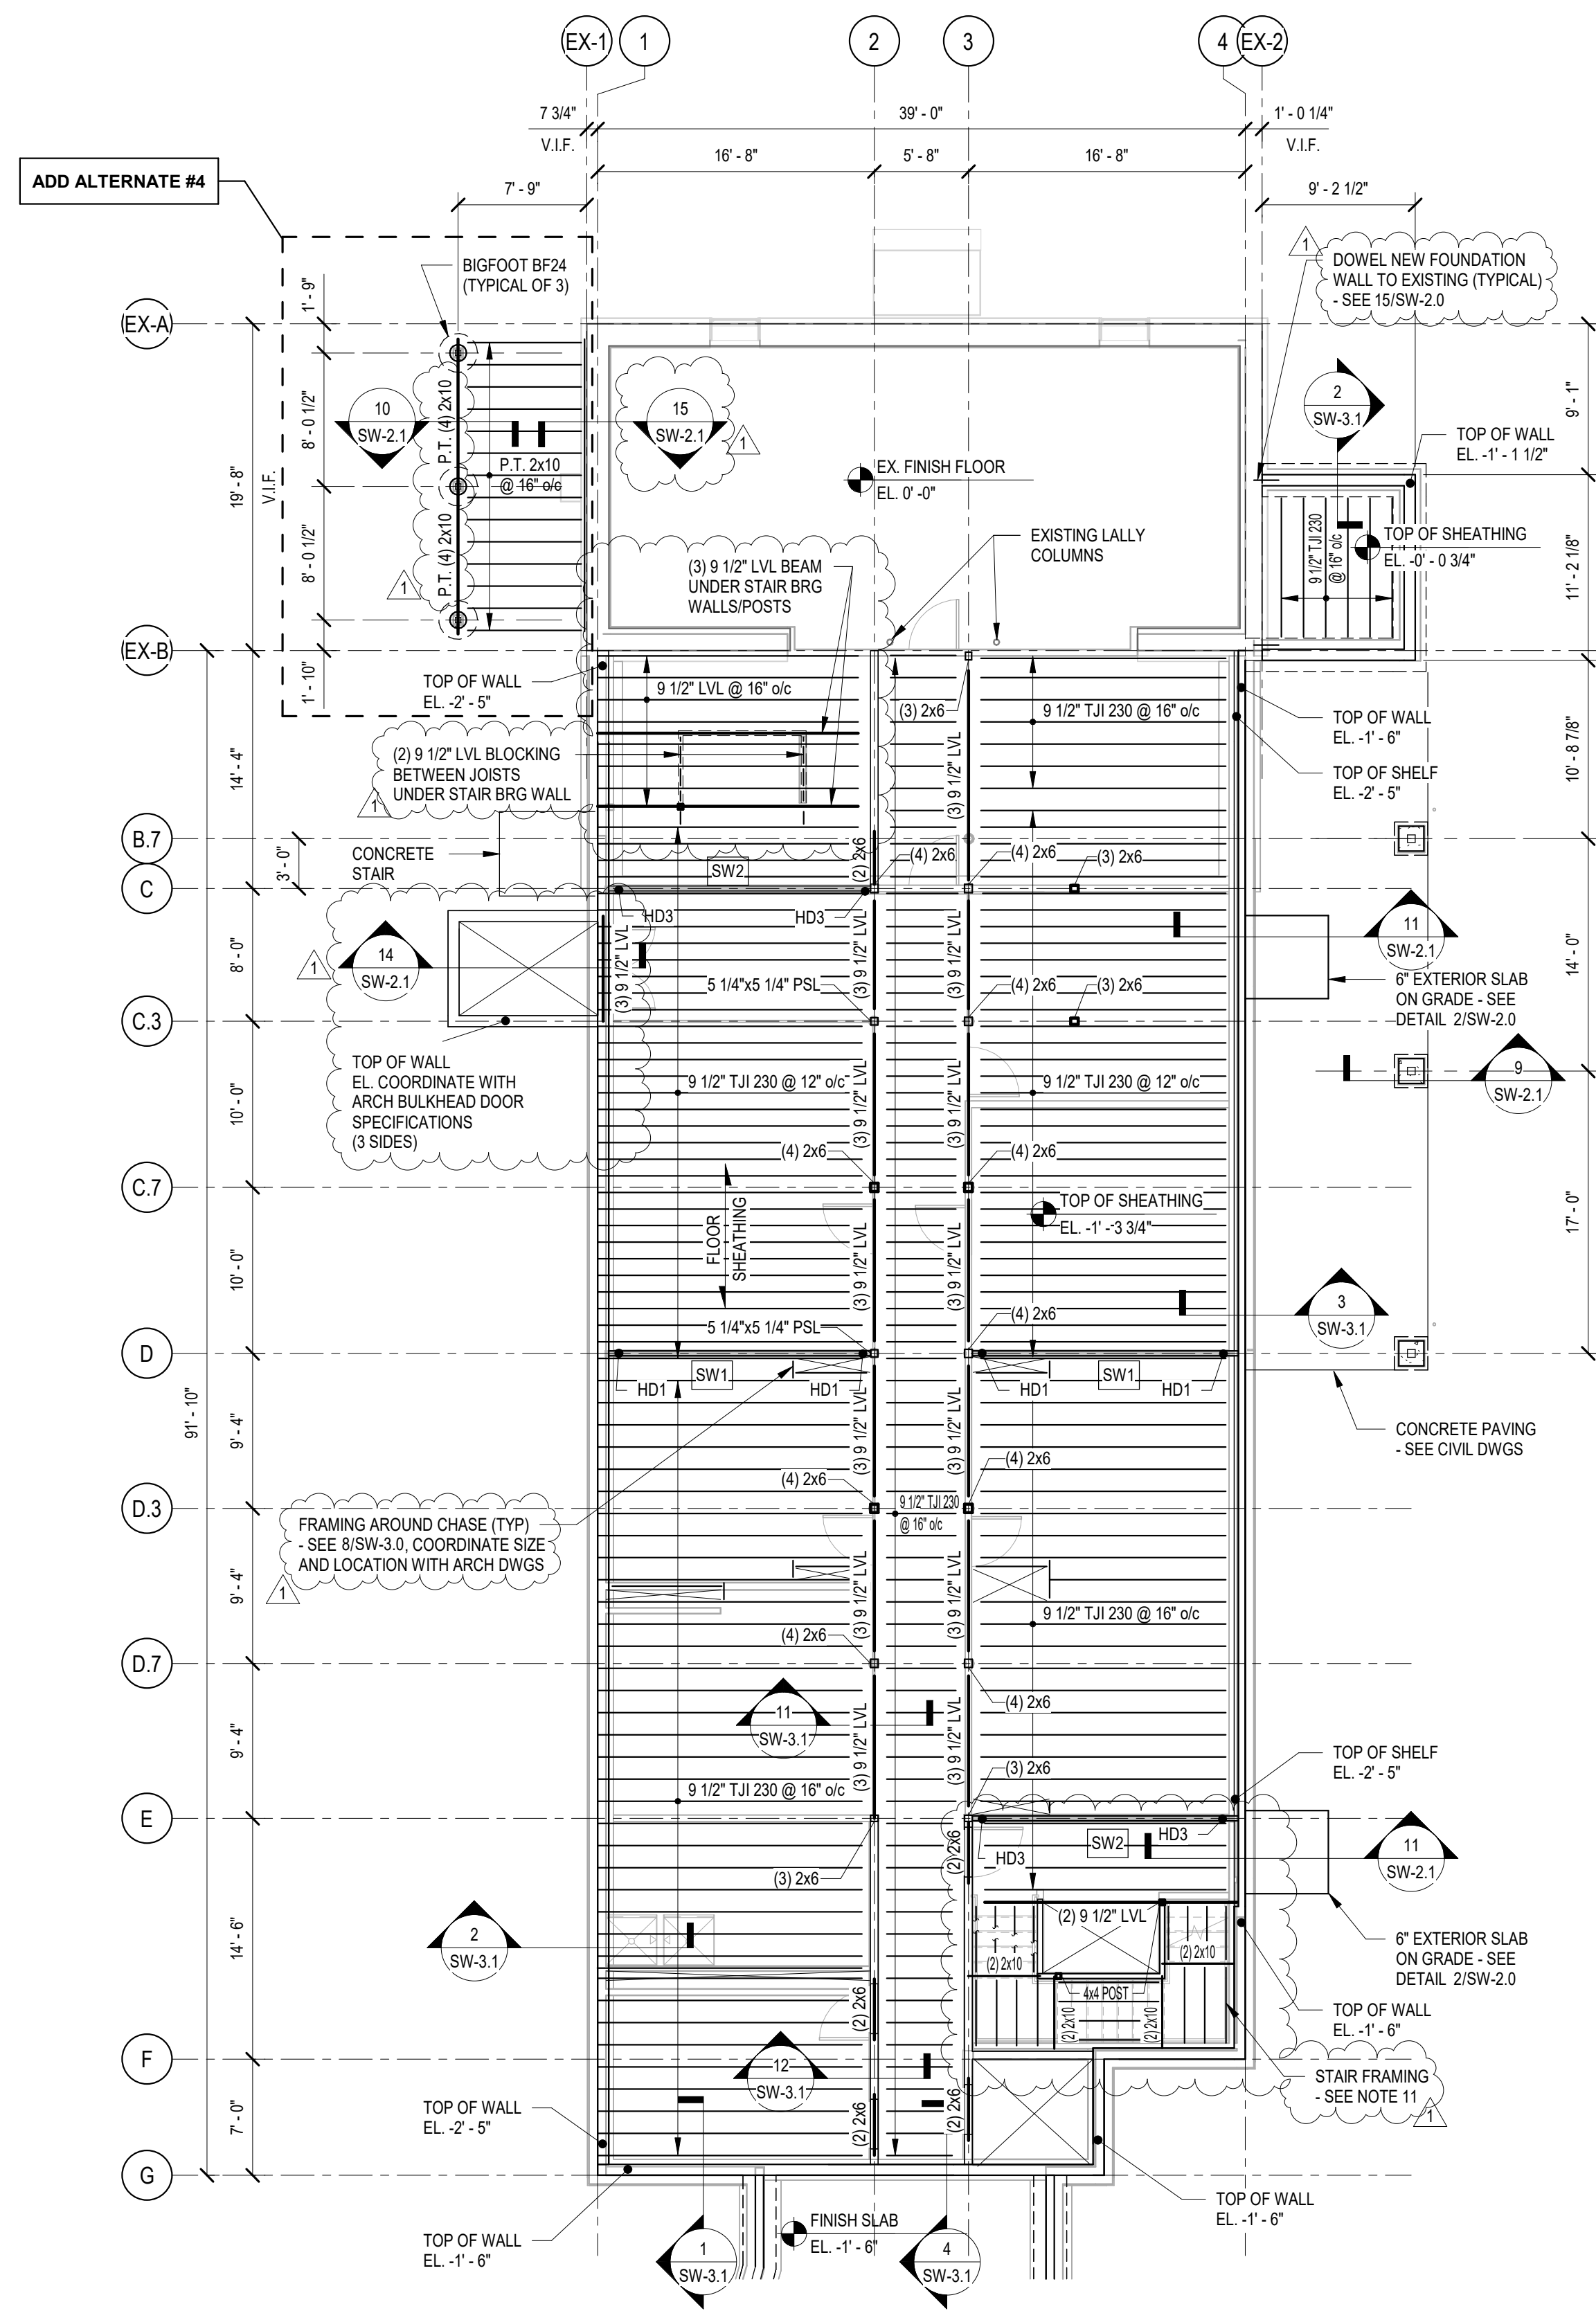 EX-1
1
2
3
4
EX-2
7 3/4"
V.I.F.
39' - 0"
1' - 0 1/4"
V.I.F.
16' - 8"
5' - 8"
16' - 8"
ADD ALTERNATE #4
7' - 9"
9' - 2 1/2"
BIGFOOT BF24
(TYPICAL OF 3)
1
DOWEL NEW FOUNDATION
WALL TO EXISTING (TYPICAL)
- SEE 15/SW-2.0
1' - 9"
EX-A
8' - 0 1/2"
19' - 8"
V.I.F.
8' - 0 1/2"
1' - 10"
10
SW-2.1
P.T. (4) 2x10
P.T. (4) 2x10
1
P.T. 2x10
@ 16" o/c
15
SW-2.1
1
EX. FINISH FLOOR
EL. 0' -0"
2
SW-3.1
TOP OF WALL
EL. -1' - 1 1/2"
9' - 1"
EXISTING LALLY
COLUMNS
9 1/2" TJI 230
@ 16" o/c
TOP OF SHEATHING
EL. -0' - 0 3/4"
11' - 2 1/8"
(3) 9 1/2" LVL BEAM
UNDER STAIR BRG
WALLS/POSTS
EX-B
TOP OF WALL
EL. -2' - 5"
9 1/2" LVL @ 16" o/c
(3) 2x6
9 1/2" TJI 230 @ 16" o/c
TOP OF WALL
EL. -1' - 6"
TOP OF SHELF
EL. -2' - 5"
10' - 8 7/8"
14' - 4"
(2) 9 1/2" LVL BLOCKING
BETWEEN JOISTS
UNDER STAIR BRG WALL
1
(3) 9 1/2" LVL
B.7
3' - 0"
CONCRETE
STAIR
SW2
(2) 2x6
(4) 2x6
(4) 2x6
(3) 2x6
C
HD3
HD3
8' - 0"
1
14
SW-2.1
(3) 9 1/2" LVL
(3) 9 1/2" LVL
(3) 9 1/2" LVL
5 1/4"x5 1/4" PSL
(4) 2x6
(3) 2x6
11
SW-2.1
6" EXTERIOR SLAB
ON GRADE - SEE
DETAIL 2/SW-2.0
14' - 0"
C.3
TOP OF WALL
EL. COORDINATE WITH
ARCH BULKHEAD DOOR
SPECIFICATIONS
(3 SIDES)
10' - 0"
9 1/2" TJI 230 @ 12" o/c
(3) 9 1/2" LVL
(3) 9 1/2" LVL
9 1/2" TJI 230 @ 12" o/c
9
SW-2.1
(4) 2x6
(4) 2x6
C.7
FLOOR
SHEATHING
TOP OF SHEATHING
EL. -1' -3 3/4"
17' - 0"
10' - 0"
(3) 9 1/2" LVL
(3) 9 1/2" LVL
3
SW-3.1
5 1/4"x5 1/4" PSL
(4) 2x6
D
HD1
SW1
HD1
HD1
SW1
HD1
91' - 10"
9' - 4"
(3) 9 1/2" LVL
(3) 9 1/2" LVL
CONCRETE PAVING
- SEE CIVIL DWGS
(4) 2x6
(4) 2x6
D.3
9 1/2" TJI 230
@ 16" o/c
FRAMING AROUND CHASE (TYP)
- SEE 8/SW-3.0, COORDINATE SIZE
AND LOCATION WITH ARCH DWGS
1
9' - 4"
(3) 9 1/2" LVL
(3) 9 1/2" LVL
9 1/2" TJI 230 @ 16" o/c
(4) 2x6
D.7
(4) 2x6
9' - 4"
11
SW-3.1
(3) 9 1/2" LVL
(3) 9 1/2" LVL
9 1/2" TJI 230 @ 16" o/c
(3) 2x6
TOP OF SHELF
EL. -2' - 5"
E
(3) 2x6
(2) 2x6
HD3
SW2
HD3
11
SW-2.1
14' - 6"
2
SW-3.1
(2) 9 1/2" LVL
(2) 2x10
(2) 2x10
4x4 POST
(2) 2x10
(2) 2x10
(2) 2x6
6" EXTERIOR SLAB
ON GRADE - SEE
DETAIL 2/SW-2.0
TOP OF WALL
EL. -1' - 6"
F
12
SW-3.1
STAIR FRAMING
- SEE NOTE 11
1
7' - 0"
TOP OF WALL
EL. -2' - 5"
(2) 2x6
(2) 2x6
G
TOP OF WALL
EL. -1' - 6"
1
SW-3.1
FINISH SLAB
EL. -1' - 6"
4
SW-3.1
TOP OF WALL
EL. -1' - 6"